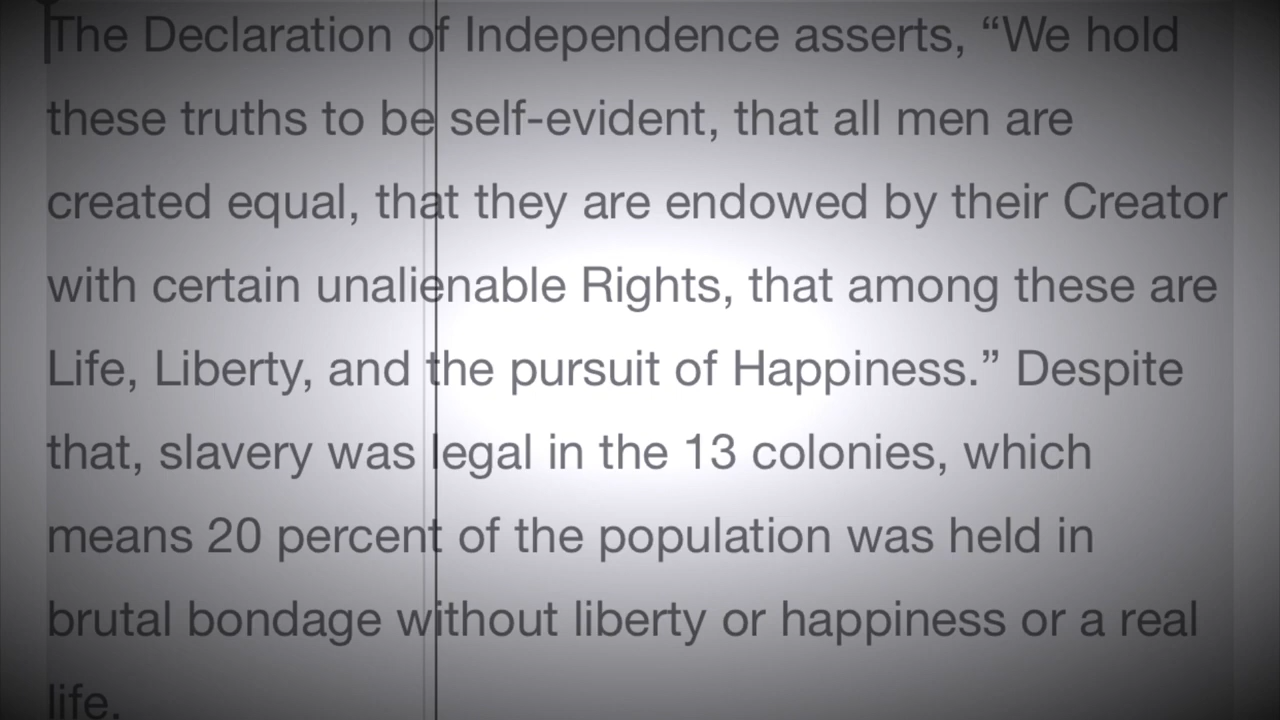 The Declaration of Independence asserts, “We hold
these truths to be self-evident, that all men are
created equal, that they are endowed by their Creator
with certain unalienable Rights, that among these are
Life, Liberty, and the pursuit of Happiness.” Despite
that, slavery was legal in the 13 colonies, which
means 20 percent of the population was held in
brutal bondage without liberty or happiness or a real
life.